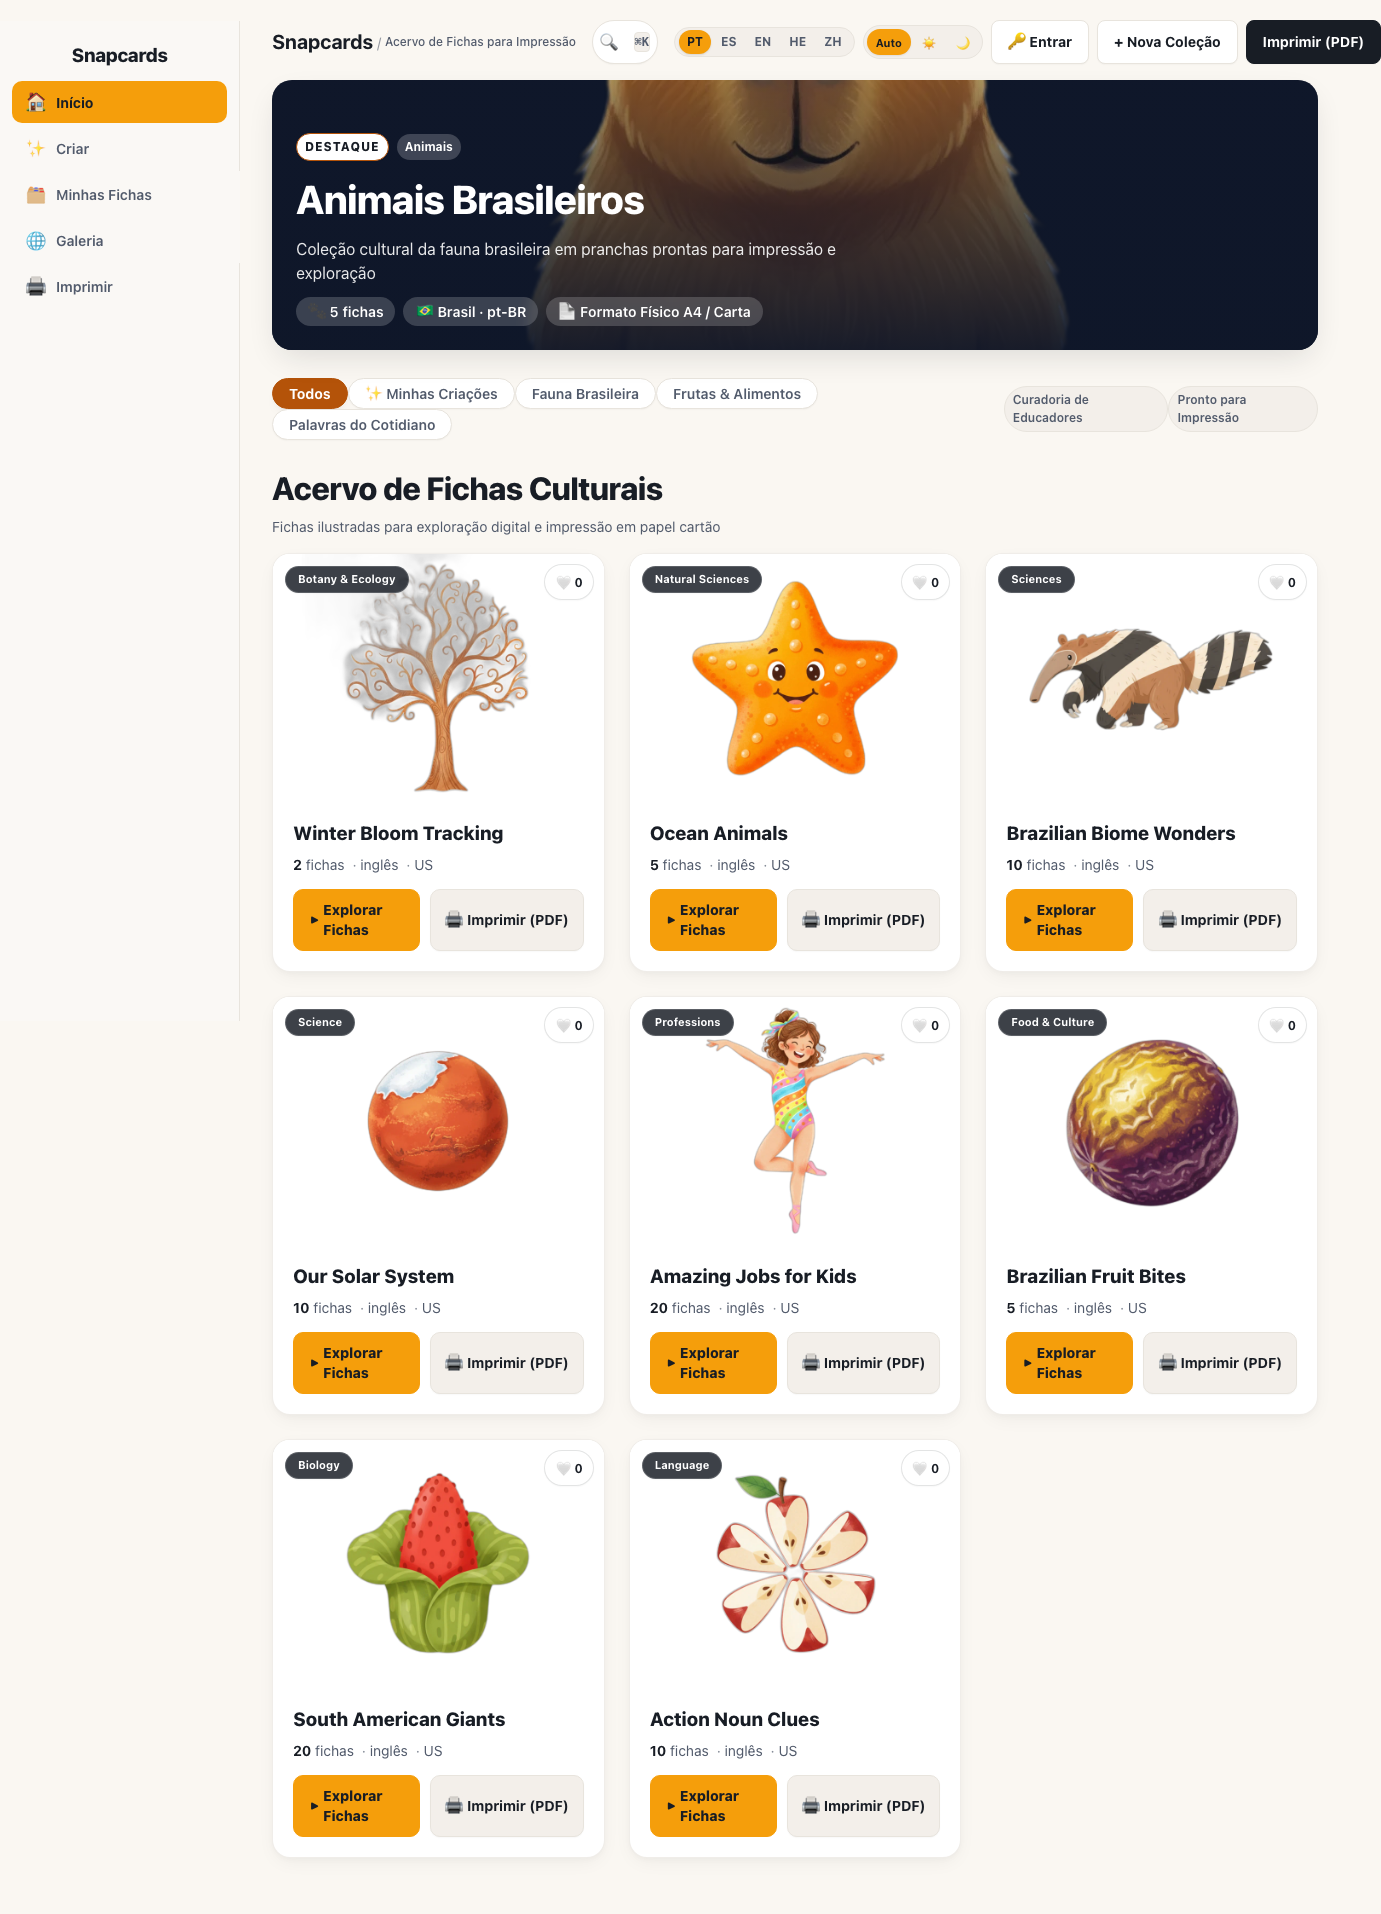 Snapcards
Início
Criar
Minhas Fichas
Galeria
Imprimir
Snapcards / Acervo de Fichas para Impressão
⌘K
PT ES EN HE ZH
Auto
Entrar
+ Nova Coleção
Imprimir (PDF)
DESTAQUE
Animais
Animais Brasileiros
Coleção cultural da fauna brasileira em pranchas prontas para impressão e
exploração
5 fichas
Brasil · pt-BR
Formato Físico A4 / Carta
Todos
Minhas Criações
Fauna Brasileira
Frutas & Alimentos
Palavras do Cotidiano
Curadoria de
Educadores
Pronto para
Impressão
Acervo de Fichas Culturais
Fichas ilustradas para exploração digital e impressão em papel cartão
Botany & Ecology
0
Winter Bloom Tracking
2 fichas · inglês · US
Explorar
Fichas
Imprimir (PDF)
Natural Sciences
0
Ocean Animals
5 fichas · inglês · US
Explorar
Fichas
Imprimir (PDF)
Sciences
0
Brazilian Biome Wonders
10 fichas · inglês · US
Explorar
Fichas
Imprimir (PDF)
Science
0
Our Solar System
10 fichas · inglês · US
Explorar
Fichas
Imprimir (PDF)
Professions
0
Amazing Jobs for Kids
20 fichas · inglês · US
Explorar
Fichas
Imprimir (PDF)
Food & Culture
0
Brazilian Fruit Bites
5 fichas · inglês · US
Explorar
Fichas
Imprimir (PDF)
Biology
0
South American Giants
20 fichas · inglês · US
Explorar
Fichas
Imprimir (PDF)
Language
0
Action Noun Clues
10 fichas · inglês · US
Explorar
Fichas
Imprimir (PDF)